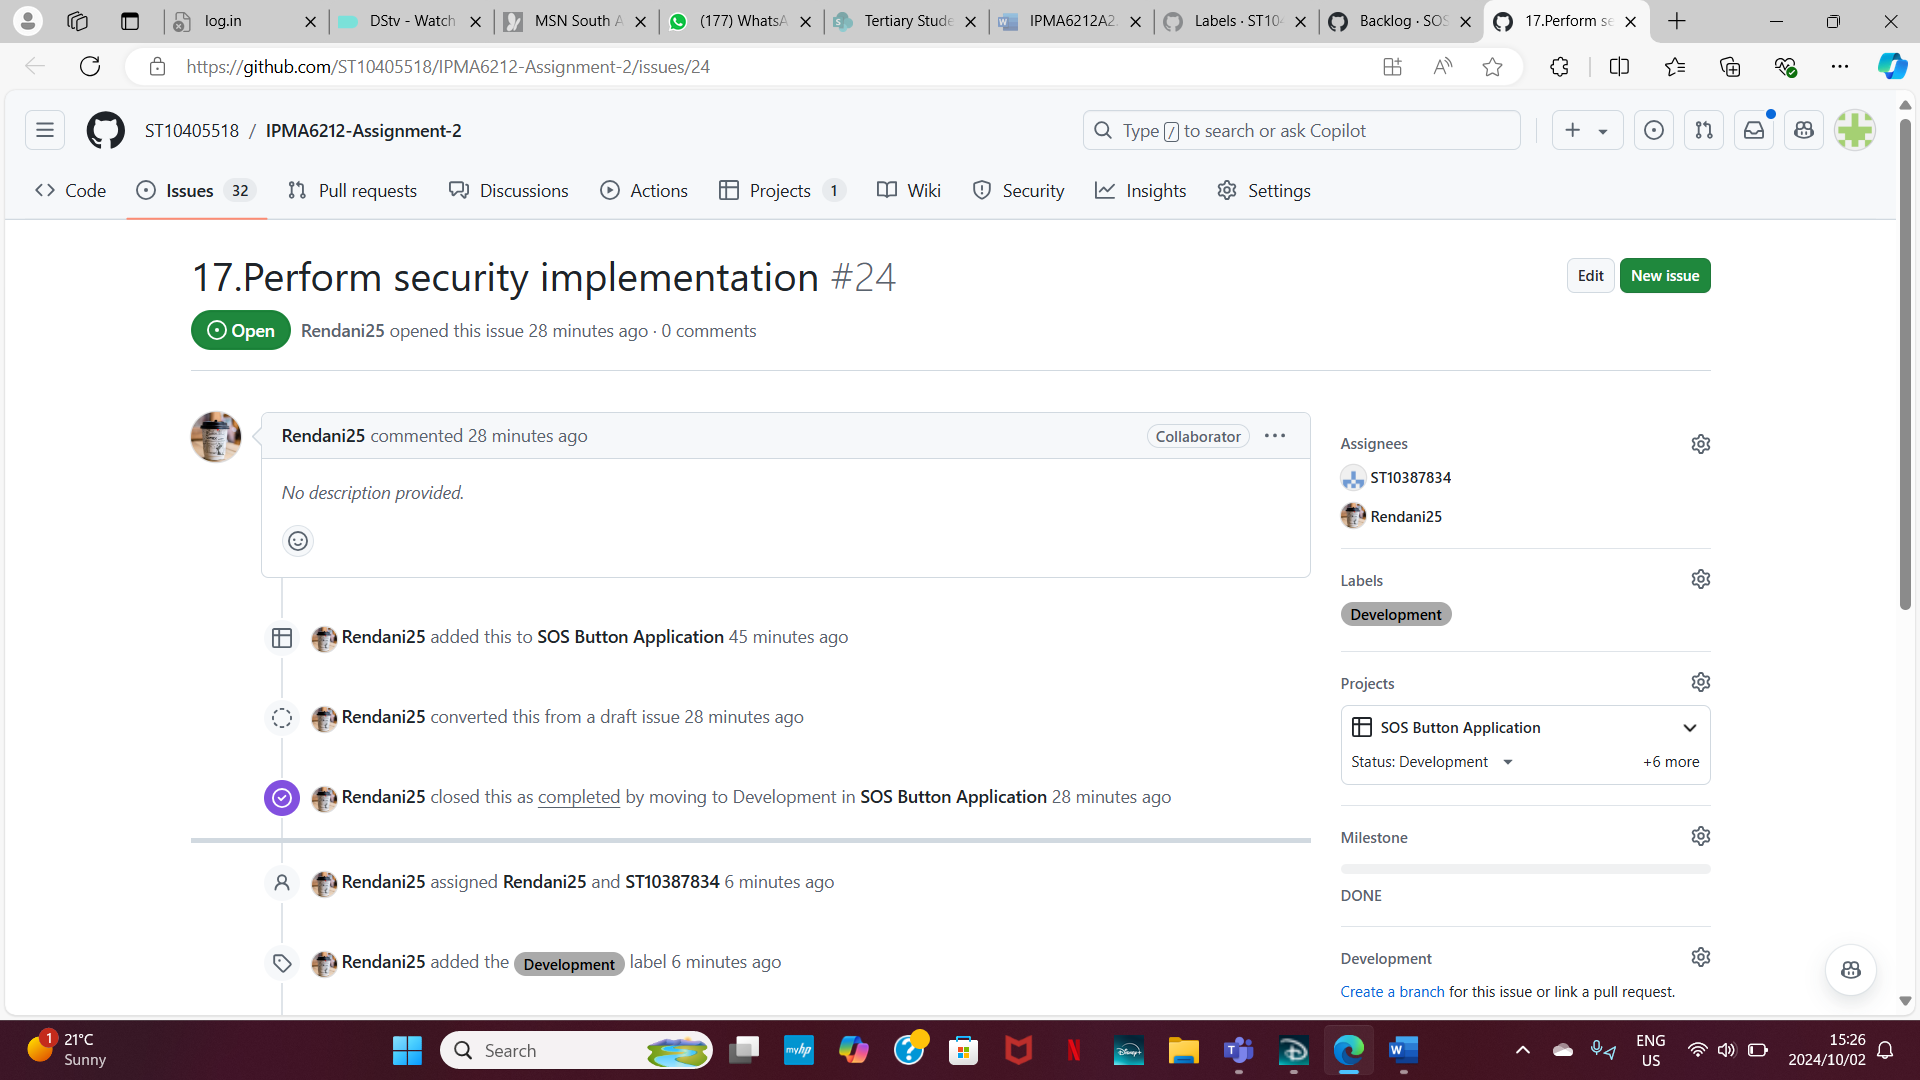 log.in
DStv - Watch
MSN South A
(177) WhatsA
Tertiary Stude
IPMA6212A2.
Labels · ST104
Backlog · SOS
17.Perform se
https://github.com/ST10405518/IPMA6212-Assignment-2/issues/24
ST10405518 / IPMA6212-Assignment-2
Type / to search or ask Copilot
Code
Issues 32
Pull requests
Discussions
Actions
Projects 1
Wiki
Security
Insights
Settings
17.Perform security implementation #24
Edit
New issue
Open
Rendani25 opened this issue 28 minutes ago · 0 comments
Rendani25 commented 28 minutes ago
Collaborator
No description provided.
Rendani25 added this to SOS Button Application 45 minutes ago
Rendani25 converted this from a draft issue 28 minutes ago
Rendani25 closed this as completed by moving to Development in SOS Button Application 28 minutes ago
Rendani25 assigned Rendani25 and ST10387834 6 minutes ago
Rendani25 added the Development label 6 minutes ago
Assignees
ST10387834
Rendani25
Labels
Development
Projects
SOS Button Application
Status: Development
+6 more
Milestone
DONE
Development
Create a branch for this issue or link a pull request.
1
21°C
Sunny
Search
myhp
Disney+
ENG
US
15:26
2024/10/02